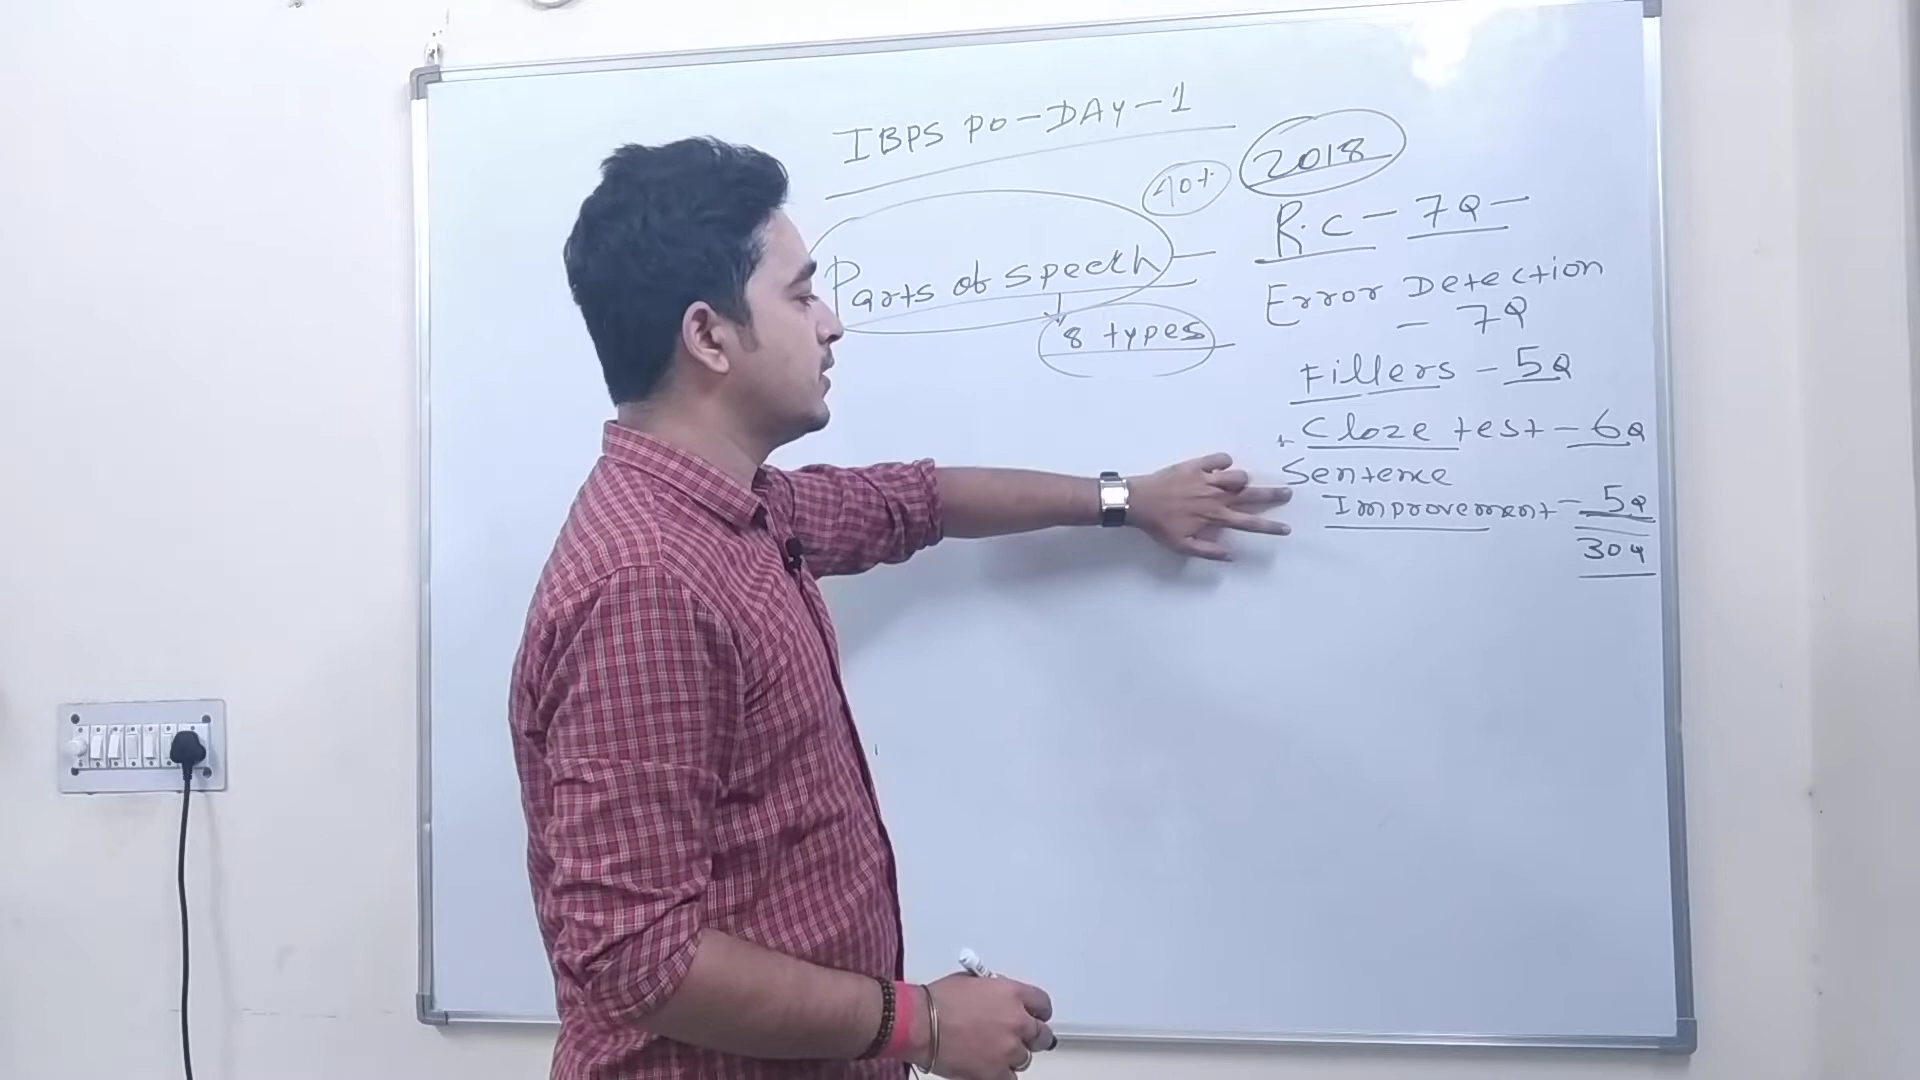 IBPS PO-DAY-1
40+
Parts of speech -
8 types
2018
R.C - 7Q -
Error Detection
- 7Q
Fillers - 5Q
Cloze test - 6Q
Sentence
Improvement - 5Q
30Q